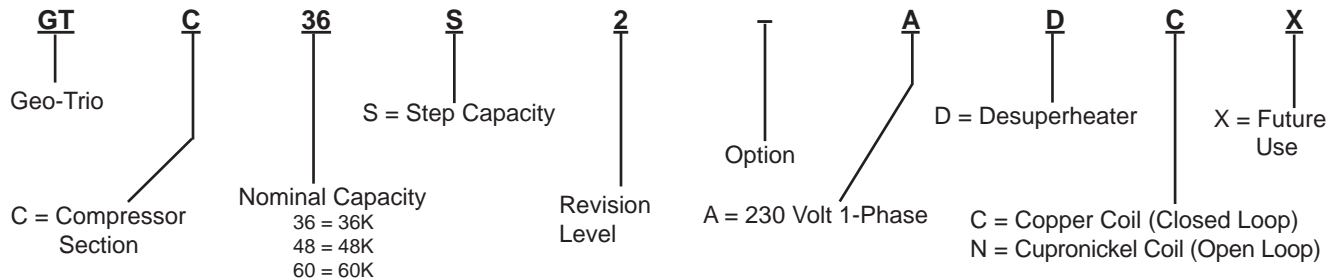 GT C 36 S 2 – A D C X
Geo-Trio
S = Step Capacity
D = Desuperheater
X = Future
Use
Option
C = Compressor
Section
Nominal Capacity
36 = 36K
48 = 48K
60 = 60K
Revision
Level
A = 230 Volt 1-Phase
C = Copper Coil (Closed Loop)
N = Cupronickel Coil (Open Loop)